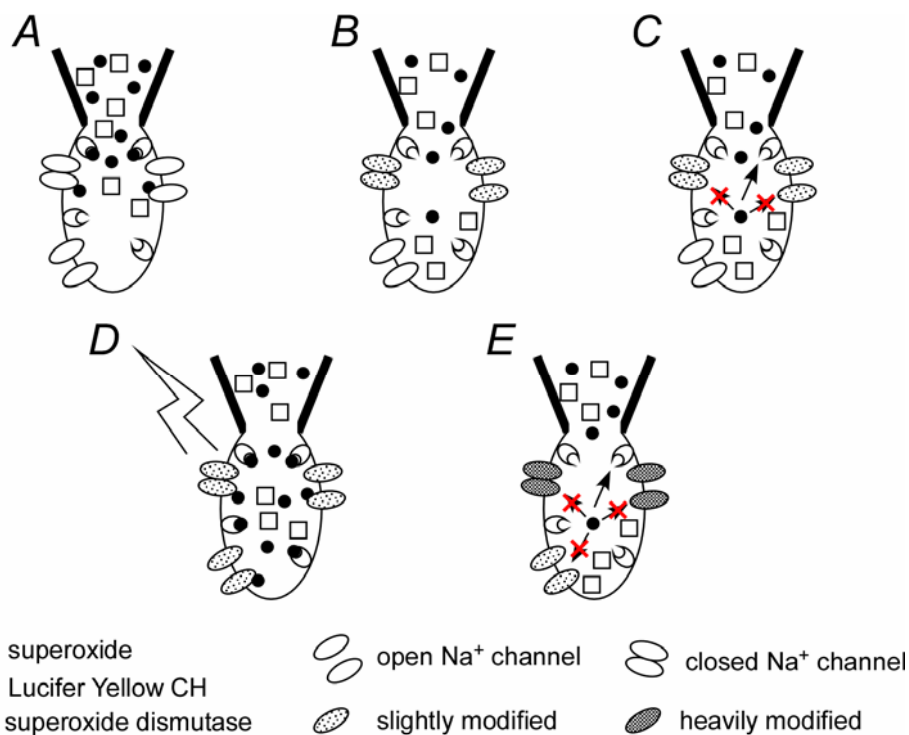 A
B
C
D
E
superoxide
open Na⁺ channel
closed Na⁺ channel
Lucifer Yellow CH
superoxide dismutase
slightly modified
heavily modified